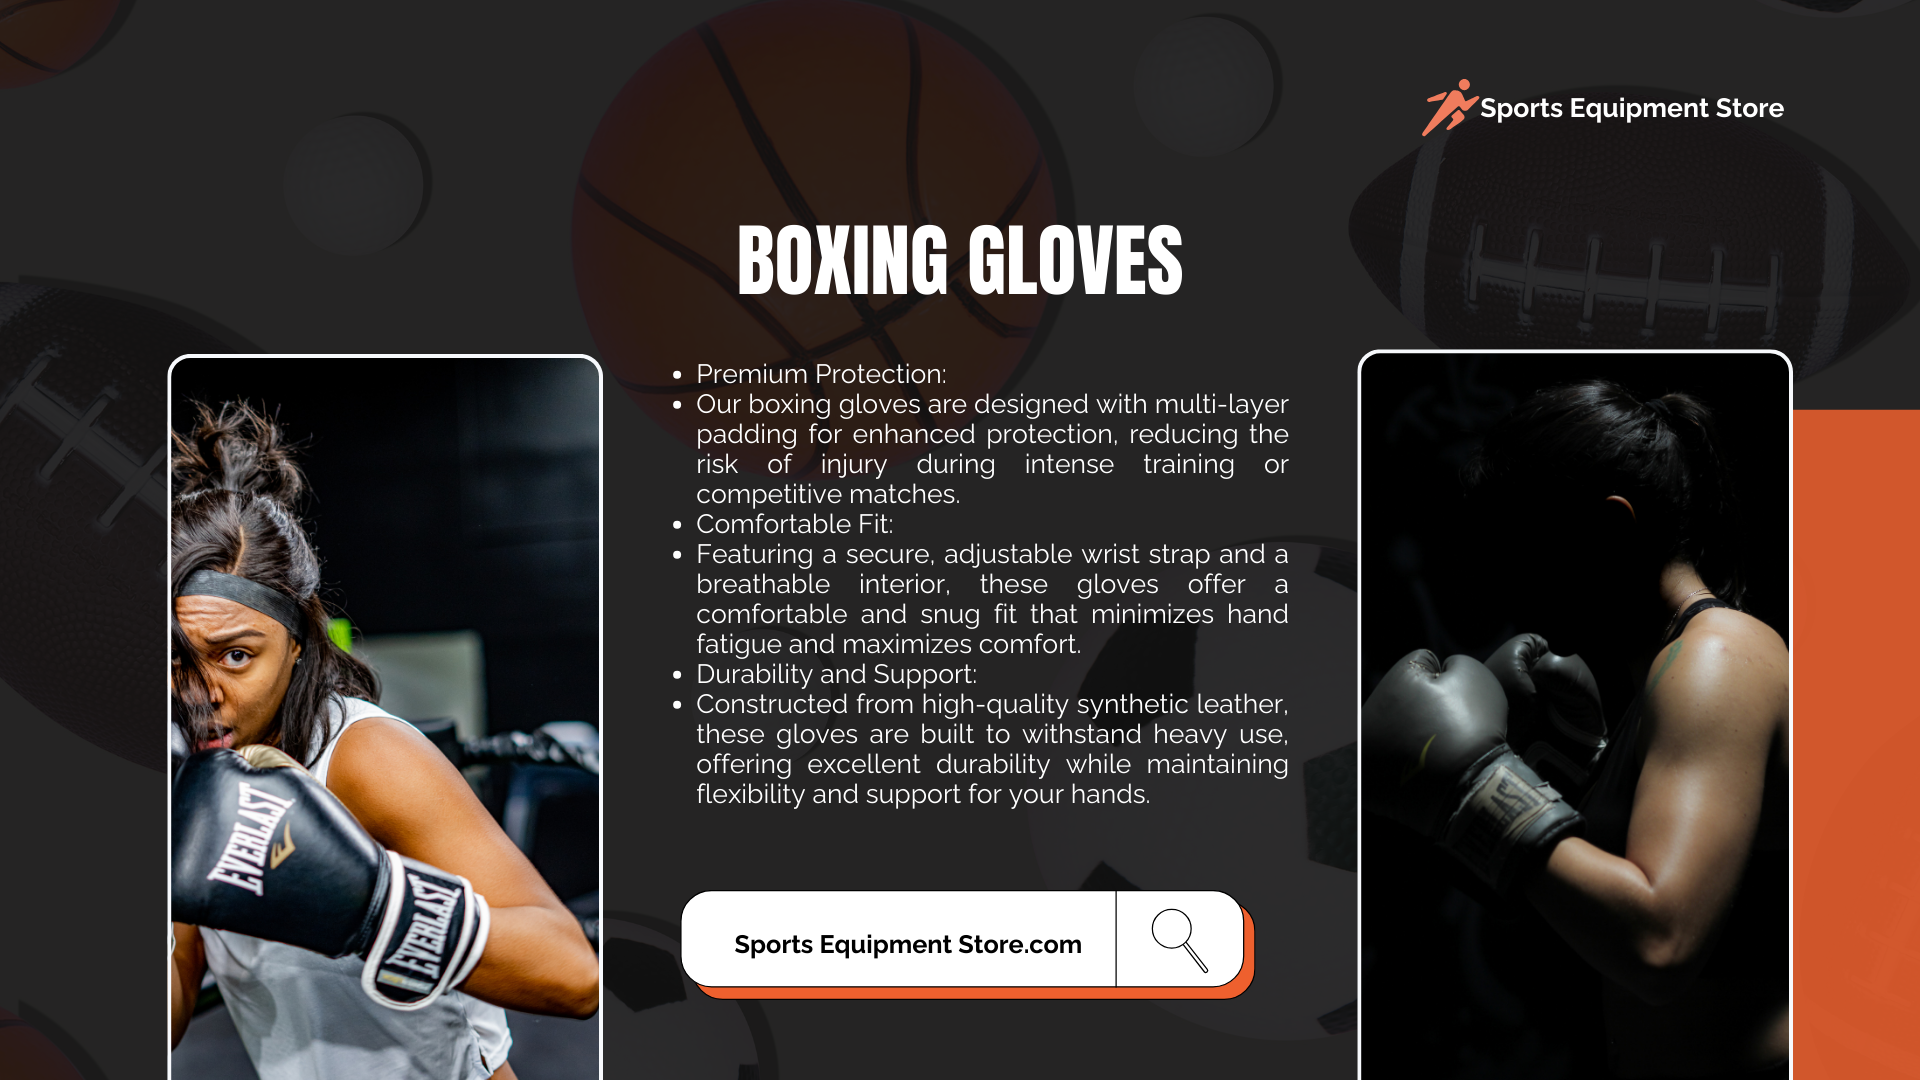 Sports Equipment Store
BOXING GLOVES
• Premium Protection:
• Our boxing gloves are designed with multi-layer
padding for enhanced protection, reducing the
risk of injury during intense training or
competitive matches.
• Comfortable Fit:
• Featuring a secure, adjustable wrist strap and a
breathable interior, these gloves offer a
comfortable and snug fit that minimizes hand
fatigue and maximizes comfort.
• Durability and Support:
• Constructed from high-quality synthetic leather,
these gloves are built to withstand heavy use,
offering excellent durability while maintaining
flexibility and support for your hands.
EVERLAST
EVERLAST
EVERLAST
Sports Equipment Store.com